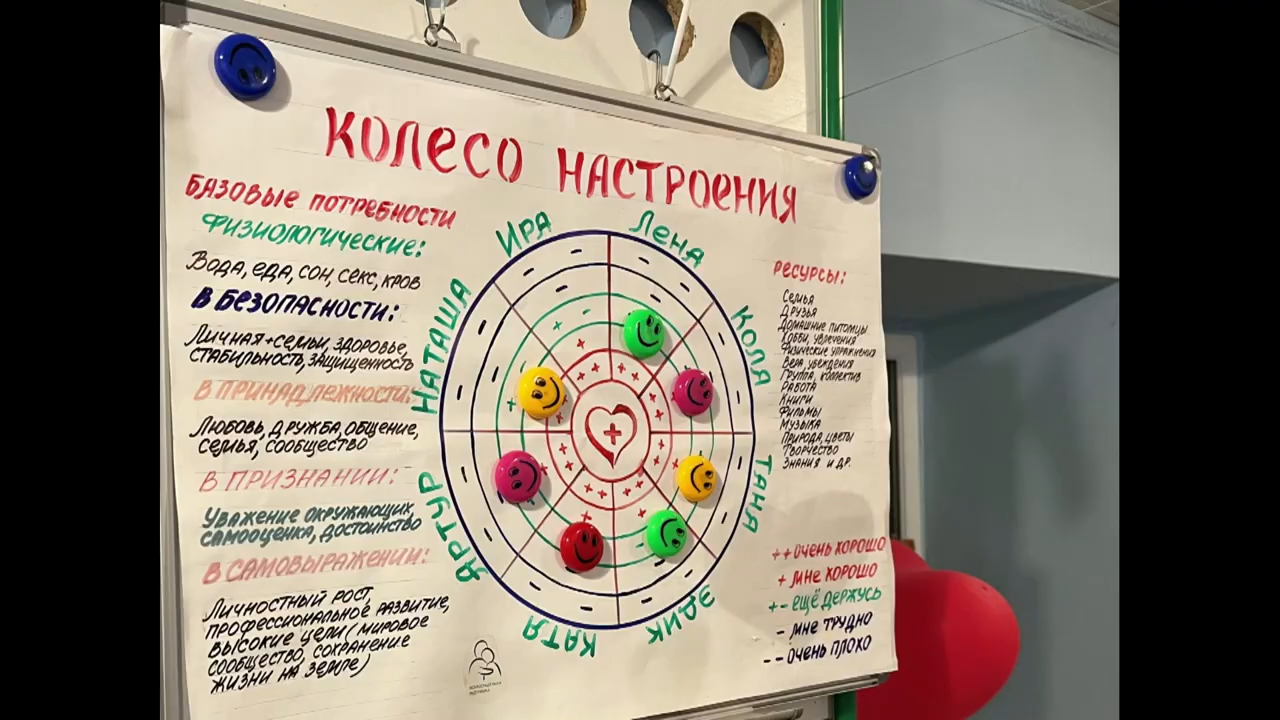 КОЛЕСО НАСТРОЕНИЯ
БАЗОВЫЕ ПОТРЕБНОСТИ
ФИЗИОЛОГИЧЕСКИЕ:
ВОДА, ЕДА, СОН, СЕКС, КРОВ
В БЕЗОПАСНОСТИ:
ЛИЧНАЯ + СЕМЬИ, ЗДОРОВЬЕ,
СТАБИЛЬНОСТЬ, ЗАЩИЩЕННОСТЬ
В ПРИНАДЛЕЖНОСТИ:
ЛЮБОВЬ, ДРУЖБА, ОБЩЕНИЕ,
СЕМЬЯ, СООБЩЕСТВО
В ПРИЗНАНИИ:
УВАЖЕНИЕ ОКРУЖАЮЩИХ,
САМООЦЕНКА, ДОСТОИНСТВО
В САМОВЫРАЖЕНИИ:
ЛИЧНОСТНЫЙ РОСТ,
ПРОФЕССИОНАЛЬНОЕ РАЗВИТИЕ,
ВЫСОКИЕ ЦЕЛИ (МИРОВОЕ
СООБЩЕСТВО, СОХРАНЕНИЕ
ЖИЗНИ НА ЗЕМЛЕ)
ИРА
ЛЕНА
КОЛЯ
ТАНЯ
ЭДИК
КАТЯ
АРТУР
НАТАША
РЕСУРСЫ:
СЕМЬЯ
ДРУЗЬЯ
ДОМАШНИЕ ПИТОМЦЫ
ХОББИ, УВЛЕЧЕНИЯ
ФИЗИЧЕСКИЕ УПРАЖНЕНИЯ
ВЕРА, УБЕЖДЕНИЯ
ГРУППА, КОЛЛЕКТИВ
РАБОТА
КНИГИ
ФИЛЬМЫ
МУЗЫКА
ПРИРОДА, ЦВЕТЫ
ТВОРЧЕСТВО
ЗНАНИЯ И ДР.
++ ОЧЕНЬ ХОРОШО
+ МНЕ ХОРОШО
+- ЕЩЁ ДЕРЖУСЬ
- МНЕ ТРУДНО
-- ОЧЕНЬ ПЛОХО